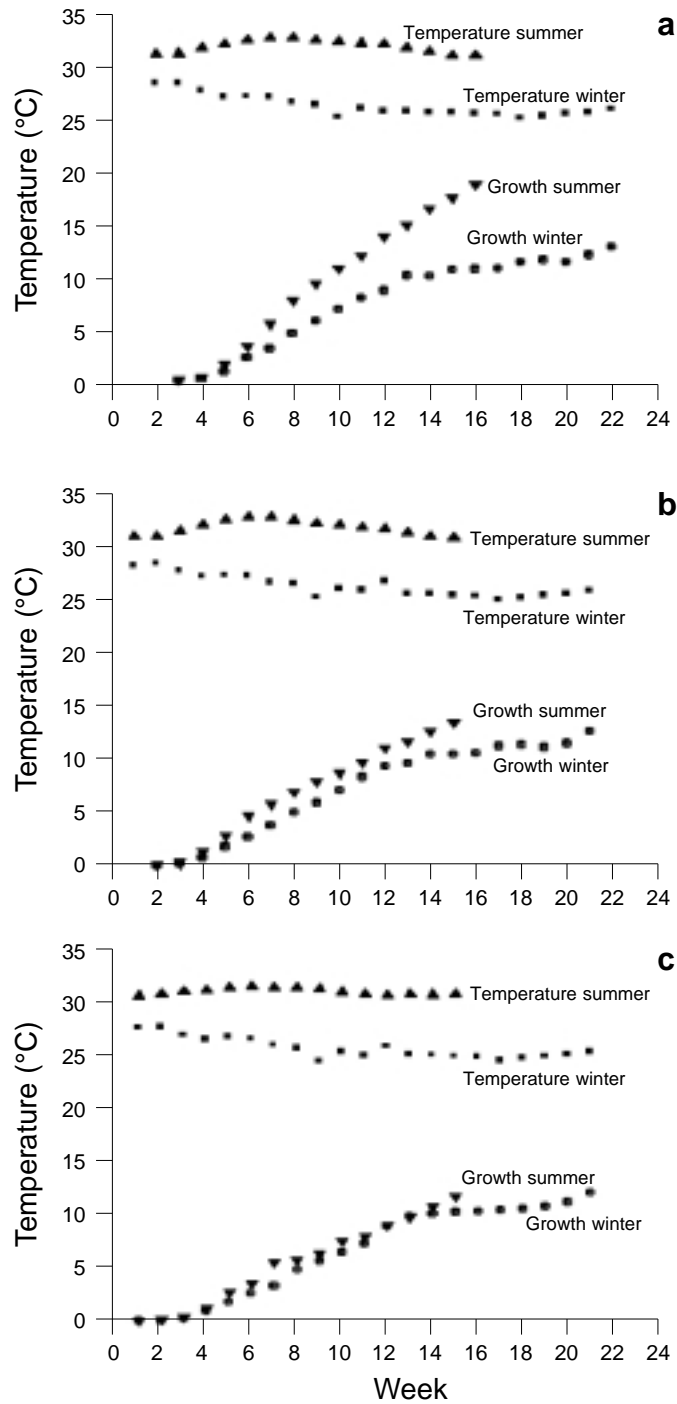 a
35
Temperature summer
30
Temperature winter
25
20
Growth summer
15
Growth winter
10
5
0
Temperature (°C)
0 2 4 6 8 10 12 14 16 18 20 22 24
b
35
30
Temperature summer
25
Temperature winter
20
15
Growth summer
10
Growth winter
5
0
Temperature (°C)
0 2 4 6 8 10 12 14 16 18 20 22 24
c
35
30
Temperature summer
25
Temperature winter
20
15
Growth summer
10
Growth winter
5
0
Temperature (°C)
0 2 4 6 8 10 12 14 16 18 20 22 24
Week